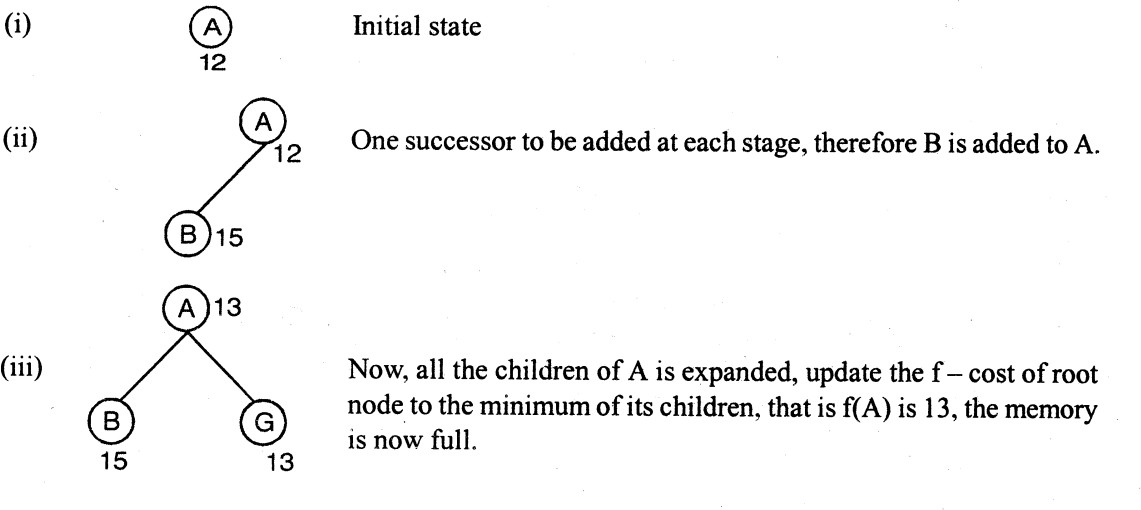 (i)
A
Initial state
12
(ii)
A
12
One successor to be added at each stage, therefore B is added to A.
B
15
(iii)
A
13
Now, all the children of A is expanded, update the f – cost of root
node to the minimum of its children, that is f(A) is 13, the memory
is now full.
B
G
15
13